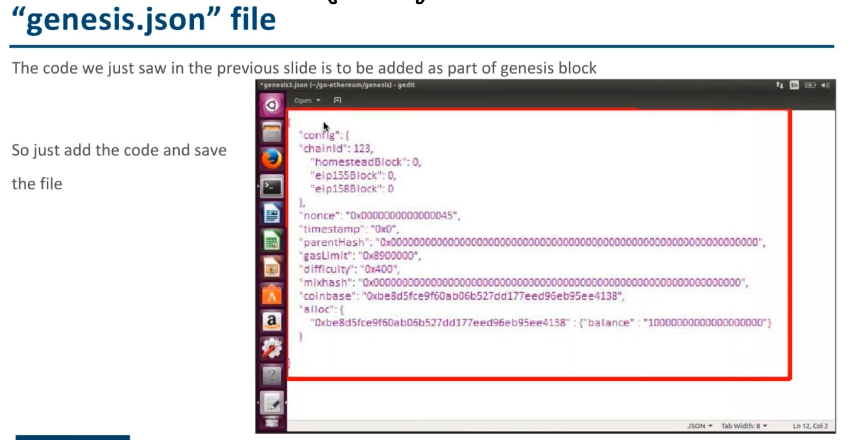 “genesis.json” file
The code we just saw in the previous slide is to be added as part of genesis block
*genesis3.json (~/go-ethereum/genesis) - gedit
En
Open
So just add the code and save
the file
{
"config": {
"chainId": 123,
"homesteadBlock": 0,
"eip155Block": 0,
"eip158Block": 0
},
"nonce": "0x0000000000000045",
"timestamp": "0x0",
"parentHash": "0x0000000000000000000000000000000000000000000000000000000000000000",
"gasLimit": "0x8900000",
"difficulty": "0x400",
"mixhash": "0x0000000000000000000000000000000000000000000000000000000000000000",
"coinbase": "0xbe8d5fce9f60ab06b527dd177eed96eb95ee4138",
"alloc": {
"0xbe8d5fce9f60ab06b527dd177eed96eb95ee4138" : {"balance" : "10000000000000000000"}
}
}
JSON Tab Width: 8 Ln 12, Col 2